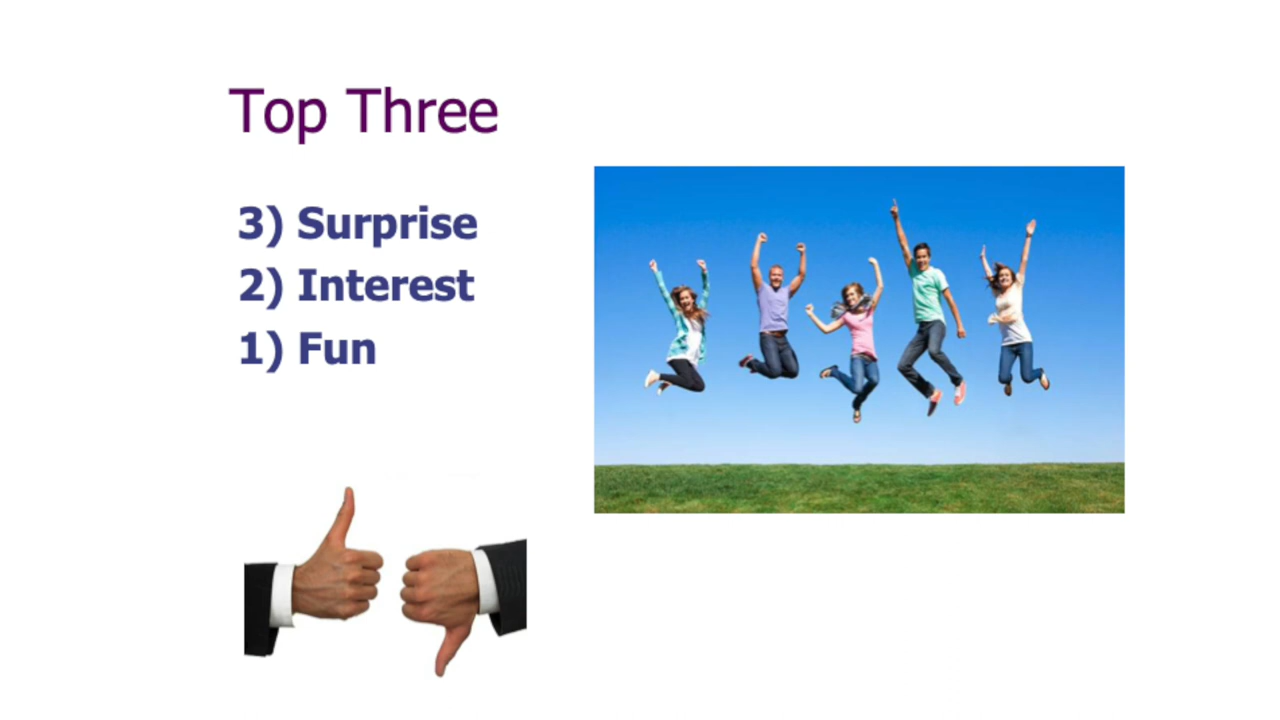 Top Three
3) Surprise
2) Interest
1) Fun